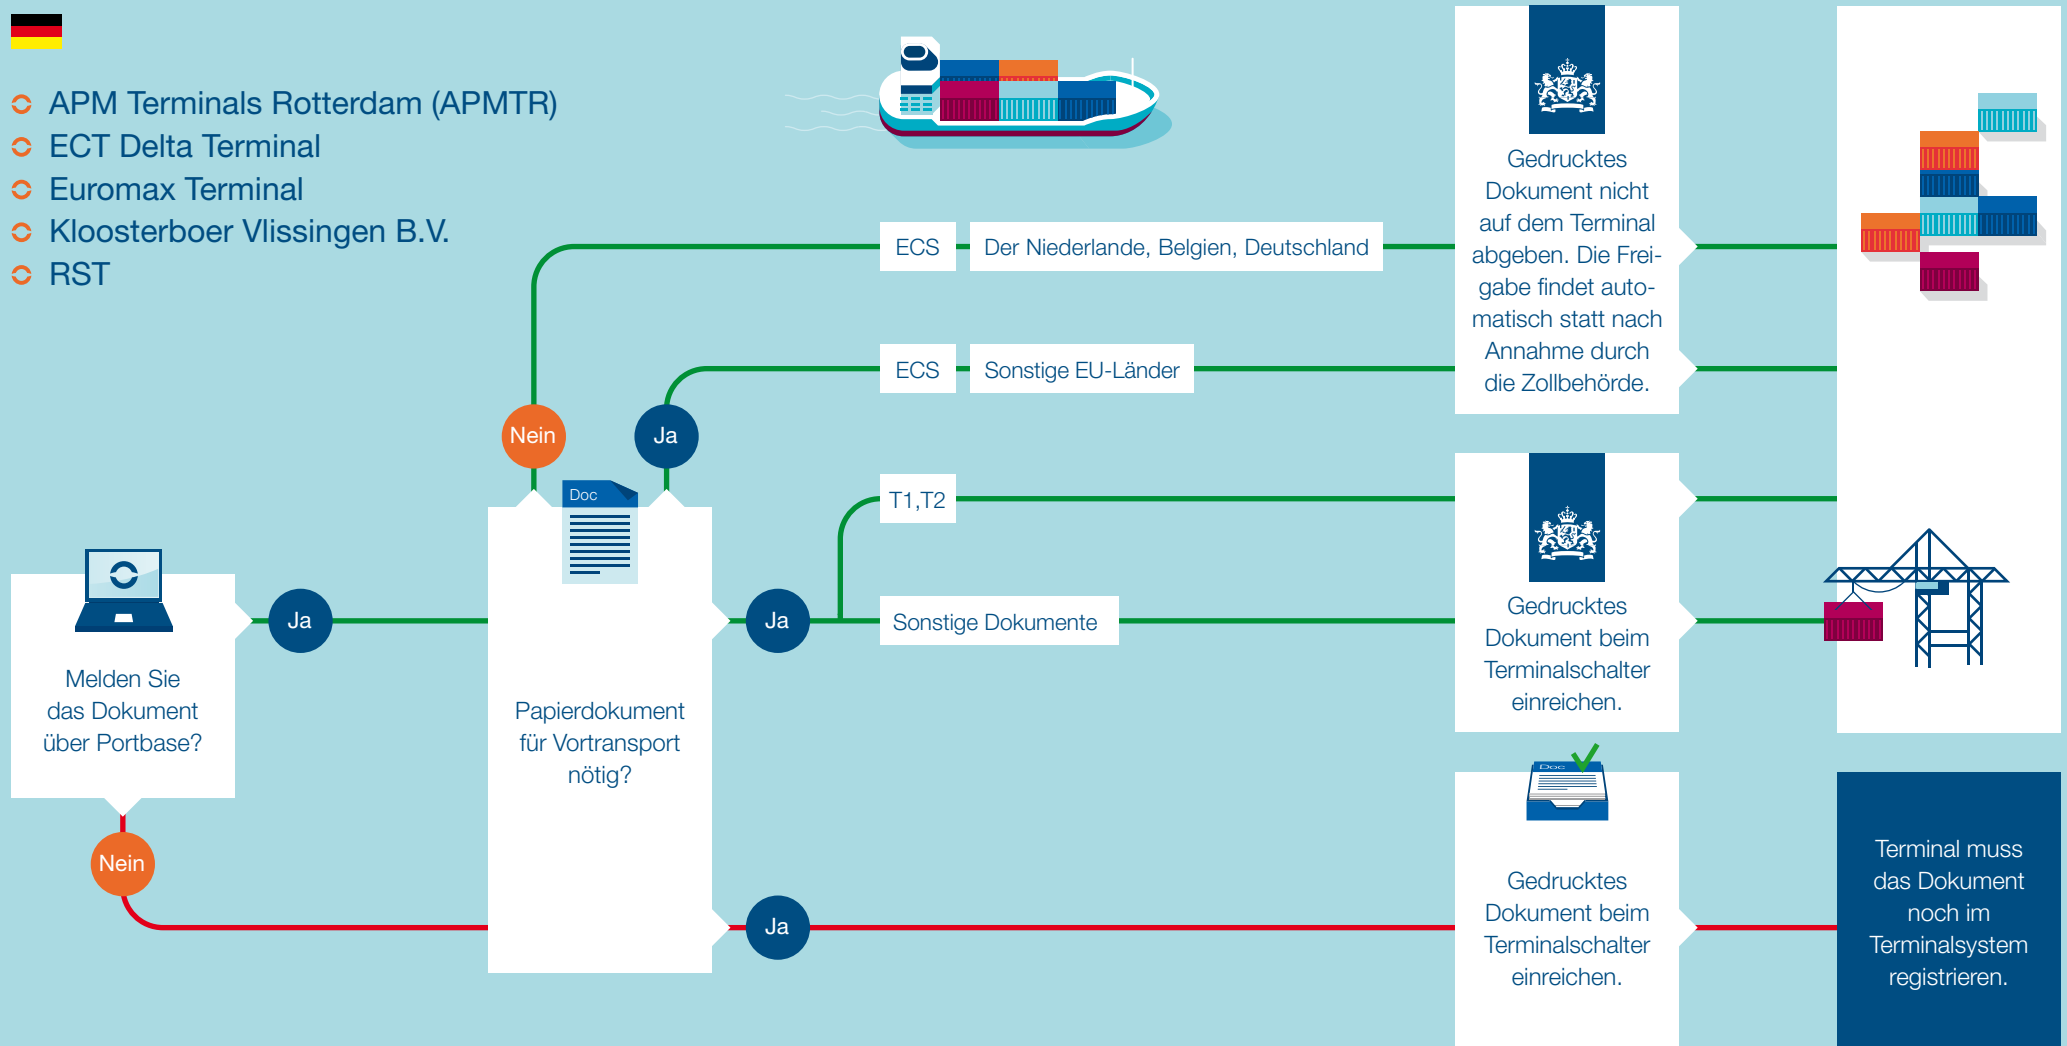 APM Terminals Rotterdam (APMTR)
ECT Delta Terminal
Euromax Terminal
Kloosterboer Vlissingen B.V.
RST
Melden Sie
das Dokument
über Portbase?
Ja
Nein
Doc
Papierdokument
für Vortransport
nötig?
Nein
Ja
Ja
Ja
ECS
Der Niederlande, Belgien, Deutschland
ECS
Sonstige EU-Länder
T1,T2
Sonstige Dokumente
Gedrucktes
Dokument nicht
auf dem Terminal
abgeben. Die Frei-
gabe findet auto-
matisch statt nach
Annahme durch
die Zollbehörde.
Gedrucktes
Dokument beim
Terminalschalter
einreichen.
Doc
Gedrucktes
Dokument beim
Terminalschalter
einreichen.
Terminal muss
das Dokument
noch im
Terminalsystem
registrieren.